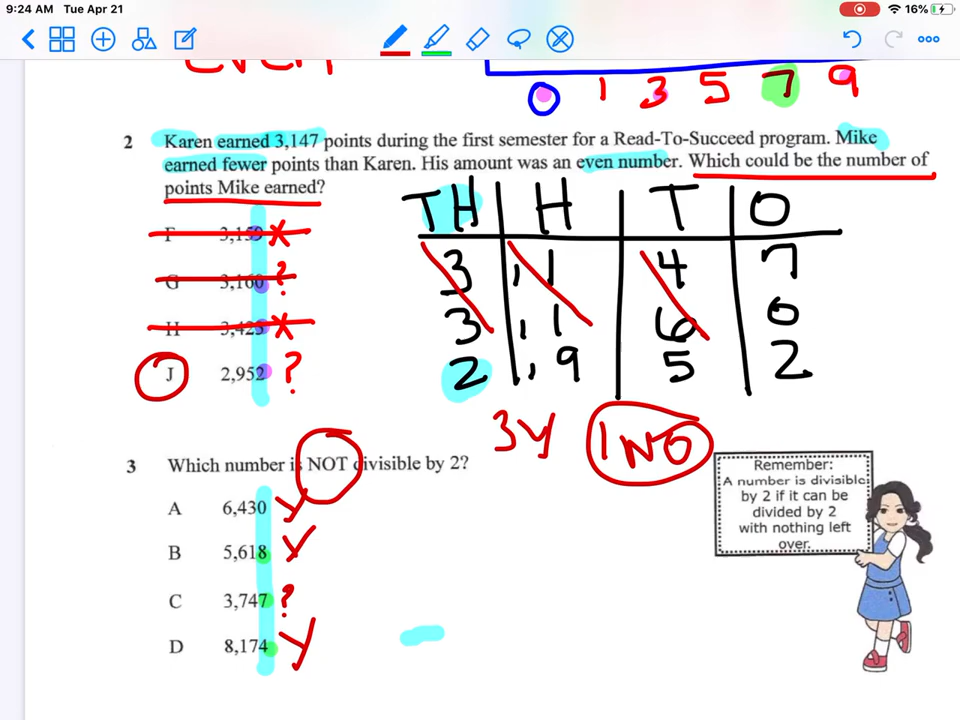 9:24 AM Tue Apr 21
16%
0 1 3 5 7 9
2 Karen earned 3,147 points during the first semester for a Read-To-Succeed program. Mike
earned fewer points than Karen. His amount was an even number. Which could be the number of
points Mike earned?
TH H T O
F 3,159 X
3 , 1 4 7
G 3,160 ?
3 , 1 6 0
H 3,423 X
J 2,952 ?
2 , 9 5 2
3Y 1NO
3 Which number is NOT divisible by 2?
A 6,430 Y
B 5,618 Y
C 3,747 ?
D 8,174 Y
Remember:
A number is divisible
by 2 if it can be
divided by 2
with nothing left
over.